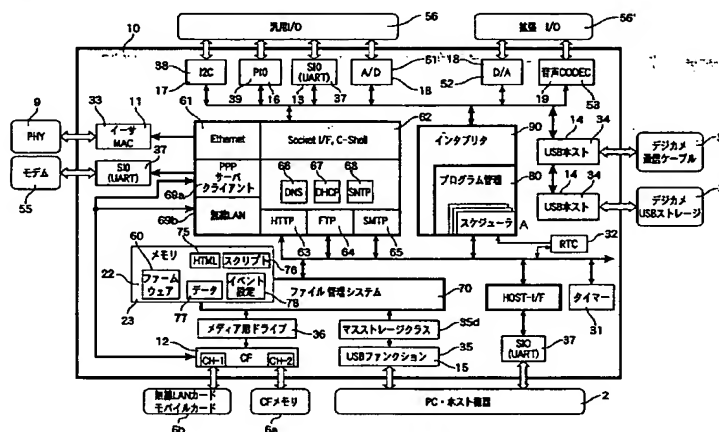 汎用I/O
56
拡張 I/O
56'
10
38
I2C
17
PIO
39
16
SIO
(UART)
13
37
A/D
51
18
18
D/A
52
音声CODEC
19
53
9
PHY
33
11
イーサ
MAC
モデム
55
SIO
(UART)
37
61
Ethernet
Socket I/F, C-Shell
62
PPP
サーバ
クライアント
69a
無線LAN
69b
66
DNS
67
DHCP
68
SNTP
HTTP
FTP
SMTP
63
64
65
インタプリタ
90
プログラム管理
80
スケジューラ
A
14
34
USBホスト
デジカメ
通信ケーブル
14
34
USBホスト
デジカメ
USBストレージ
RTC
32
75
60
メモリ
HTML
スクリプト
76
22
ファーム
ウェア
イベント
設定
78
データ
77
23
ファイル管理システム
70
HOST-I/F
タイマー
31
メディア用ドライブ
36
マスストレージクラス
35d
12
CF
CH-1
CH-2
USBファンクション
35
15
SIO
(UART)
37
無線LANカード
モバイルカード
6b
CFメモリ
6a
PC・ホスト機器
2